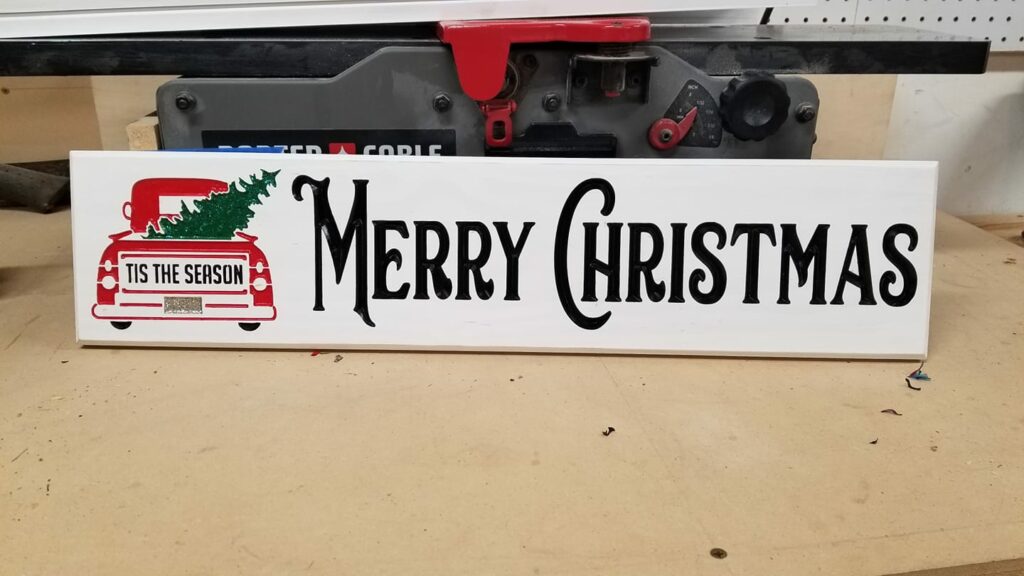 PORTER CABLE
TIS THE SEASON
MERRY CHRISTMAS